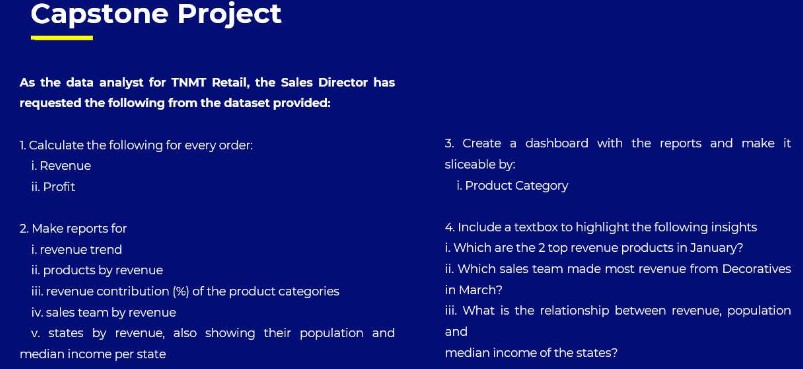 Capstone Project
As the data analyst for TNMT Retail, the Sales Director has
requested the following from the dataset provided:
1. Calculate the following for every order:
i. Revenue
ii. Profit
2. Make reports for
i. revenue trend
ii. products by revenue
iii. revenue contribution (%) of the product categories
iv. sales team by revenue
v. states by revenue, also showing their population and
median income per state
3. Create a dashboard with the reports and make it
sliceable by:
i. Product Category
4. Include a textbox to highlight the following insights
i. Which are the 2 top revenue products in January?
ii. Which sales team made most revenue from Decoratives
in March?
iii. What is the relationship between revenue, population
and
median income of the states?